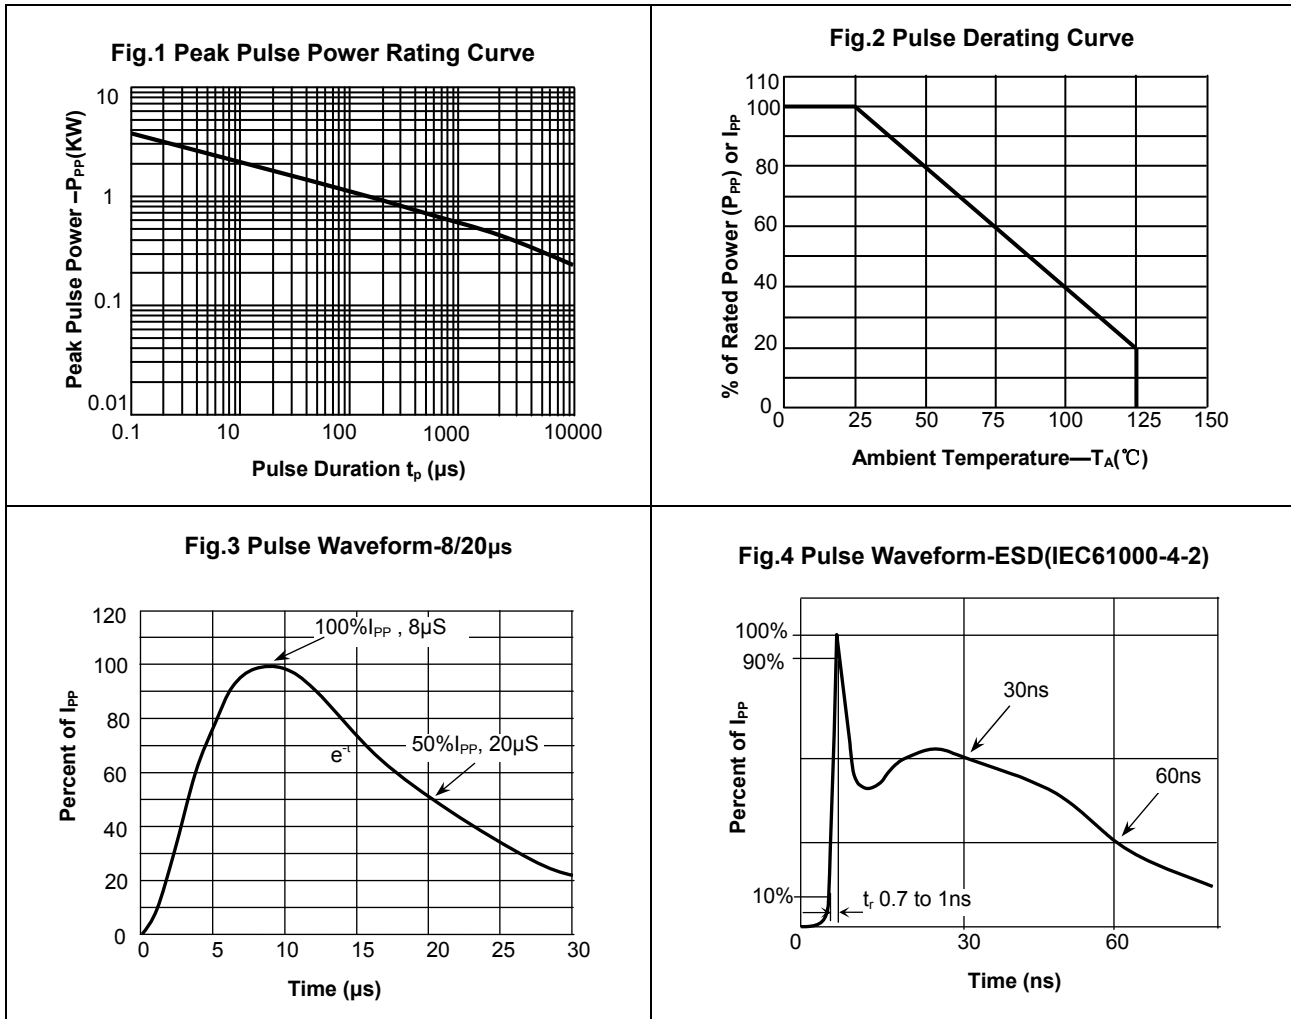 Fig.1 Peak Pulse Power Rating Curve
Peak Pulse Power –PPP(KW)
10
1
0.1
0.01
0.1 10 100 1000 10000
Pulse Duration tp (µs)
Fig.2 Pulse Derating Curve
% of Rated Power (PPP) or IPP
110
100
80
60
40
20
0
0 25 50 75 100 125 150
Ambient Temperature—TA(℃)
Fig.3 Pulse Waveform-8/20µs
Percent of IPP
120
100
80
60
40
20
0
100%IPP , 8µS
e-t
50%IPP, 20µS
0 5 10 15 20 25 30
Time (µs)
Fig.4 Pulse Waveform-ESD(IEC61000-4-2)
Percent of IPP
100%
90%
10%
30ns
60ns
tr 0.7 to 1ns
0 30 60
Time (ns)